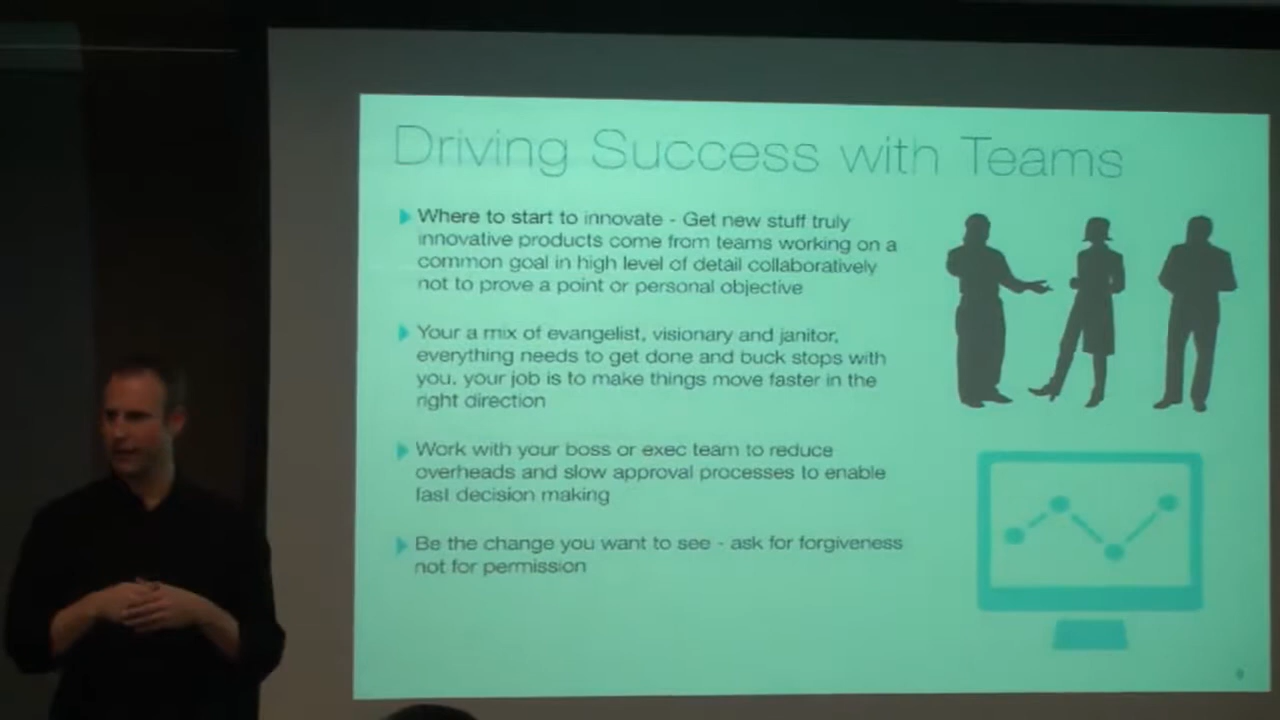 Driving Success with Teams
Where to start to innovate - Get new stuff truly
innovative products come from teams working on a
common goal in high level of detail collaboratively
not to prove a point or personal objective
Your a mix of evangelist, visionary and janitor,
everything needs to get done and buck stops with
you, your job is to make things move faster in the
right direction
Work with your boss or exec team to reduce
overheads and slow approval processes to enable
fast decision making
Be the change you want to see - ask for forgiveness
not for permission